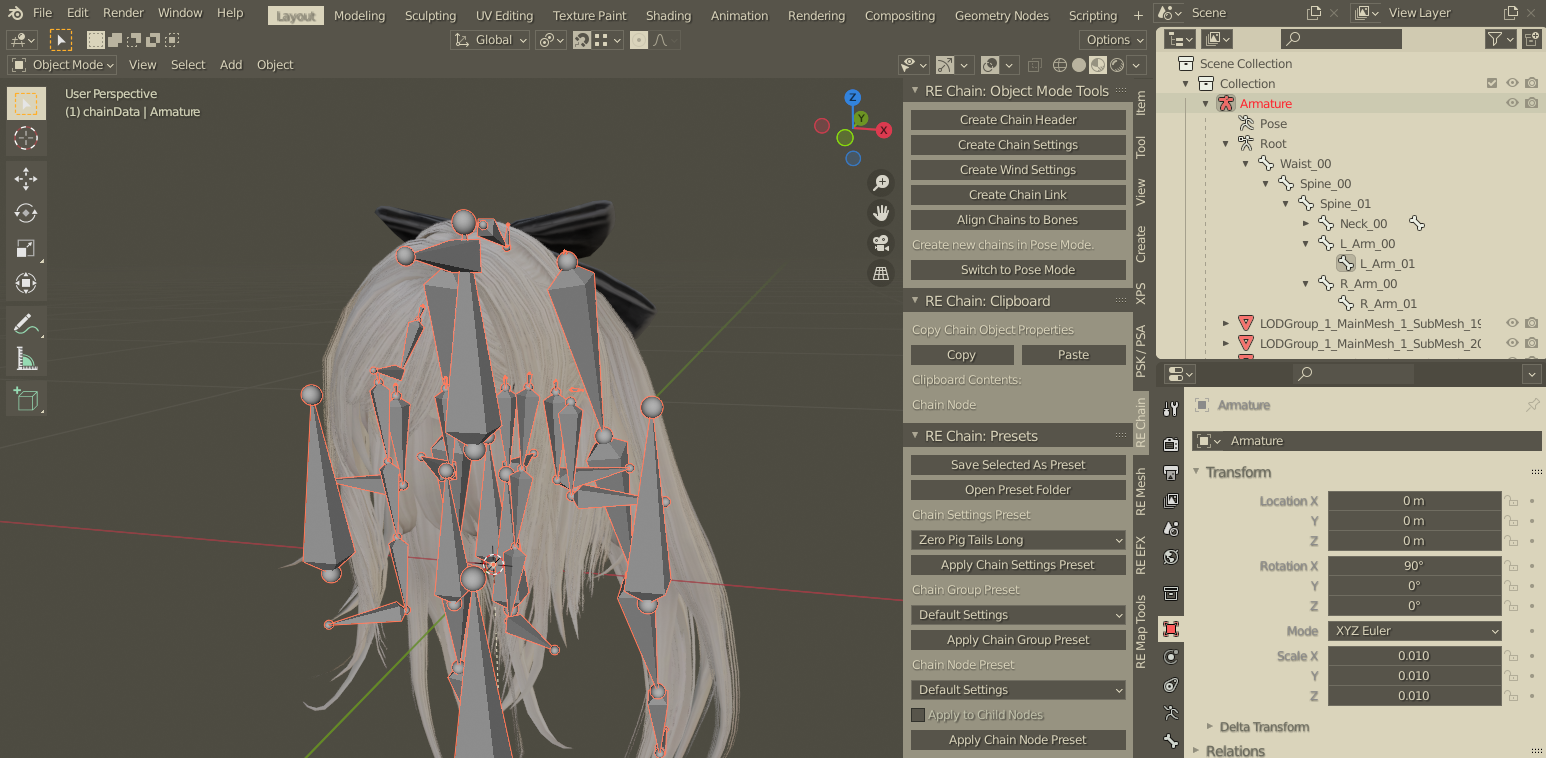 File Edit Render Window Help Layout Modeling Sculpting UV Editing Texture Paint Shading Animation Rendering Compositing Geometry Nodes Scripting + Scene View Layer
Global Options
Object Mode View Select Add Object
User Perspective
(1) chainData | Armature
Z
Y
X
RE Chain: Object Mode Tools
Create Chain Header
Create Chain Settings
Create Wind Settings
Create Chain Link
Align Chains to Bones
Create new chains in Pose Mode.
Switch to Pose Mode
RE Chain: Clipboard
Copy Chain Object Properties
Copy Paste
Clipboard Contents:
Chain Node
RE Chain: Presets
Save Selected As Preset
Open Preset Folder
Chain Settings Preset
Zero Pig Tails Long
Apply Chain Settings Preset
Chain Group Preset
Default Settings
Apply Chain Group Preset
Chain Node Preset
Default Settings
Apply to Child Nodes
Apply Chain Node Preset
Item
Tool
View
Create
XPS
PSK / PSA
RE Chain
RE Mesh
RE EFX
RE Map Tools
Scene Collection
Collection
Armature
Pose
Root
Waist_00
Spine_00
Spine_01
Neck_00
L_Arm_00
L_Arm_01
R_Arm_00
R_Arm_01
LODGroup_1_MainMesh_1_SubMesh_19
LODGroup_1_MainMesh_1_SubMesh_20
Armature
Armature
Transform
Location X 0 m
Y 0 m
Z 0 m
Rotation X 90°
Y 0°
Z 0°
Mode XYZ Euler
Scale X 0.010
Y 0.010
Z 0.010
Delta Transform
Relations